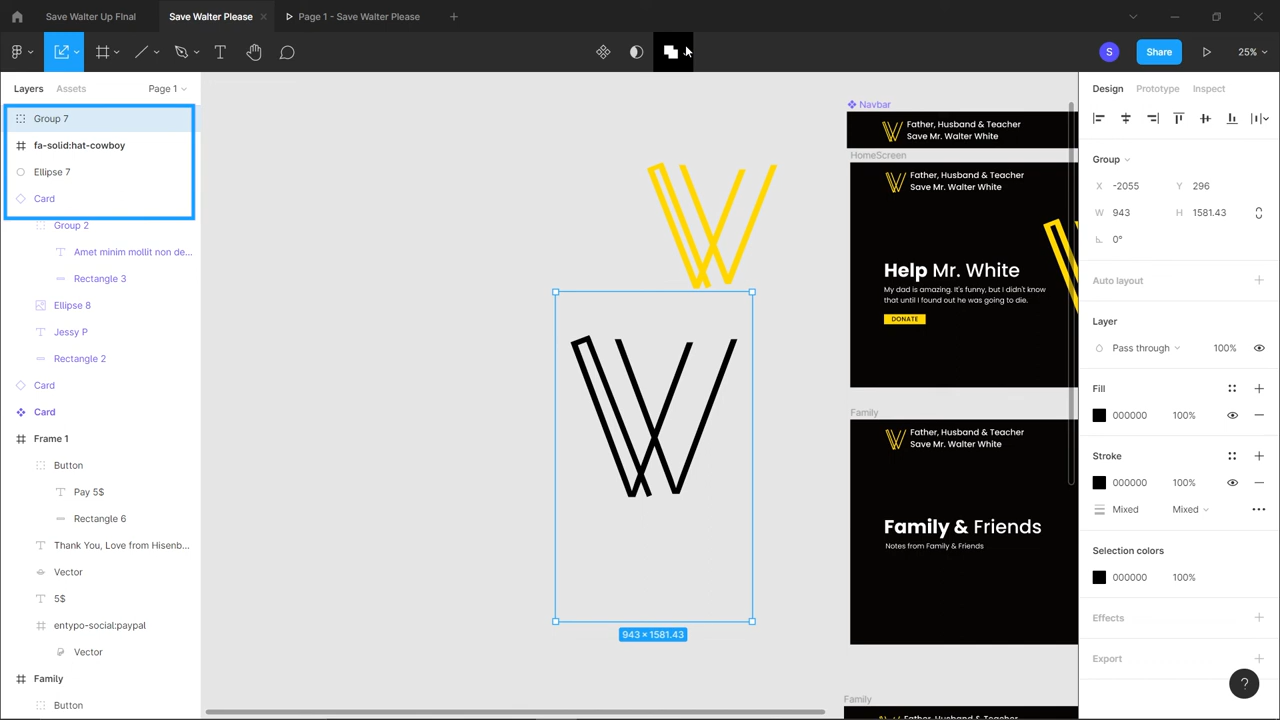 Save Walter Up FInal
Save Walter Please
Page 1 - Save Walter Please
S
Share
25%
Layers
Assets
Page 1
Group 7
fa-solid:hat-cowboy
Ellipse 7
Card
Group 2
Amet minim mollit non de...
Rectangle 3
Ellipse 8
Jessy P
Rectangle 2
Card
Card
Frame 1
Button
Pay 5$
Rectangle 6
Thank You, Love from Hisenb...
Vector
5$
entypo-social:paypal
Vector
Family
Button
943 × 1581.43
Navbar
Father, Husband & Teacher
Save Mr. Walter White
HomeScreen
Father, Husband & Teacher
Save Mr. Walter White
Help Mr. White
My dad is amazing. It's funny, but I didn't know
that until I found out he was going to die.
DONATE
Family
Father, Husband & Teacher
Save Mr. Walter White
Family & Friends
Notes from Family & Friends
Family
Father, Husband & Teacher
Design
Prototype
Inspect
Group
X
-2055
Y
296
W
943
H
1581.43
0°
Auto layout
Layer
Pass through
100%
Fill
000000
100%
Stroke
000000
100%
Mixed
Mixed
Selection colors
000000
100%
Effects
Export
?